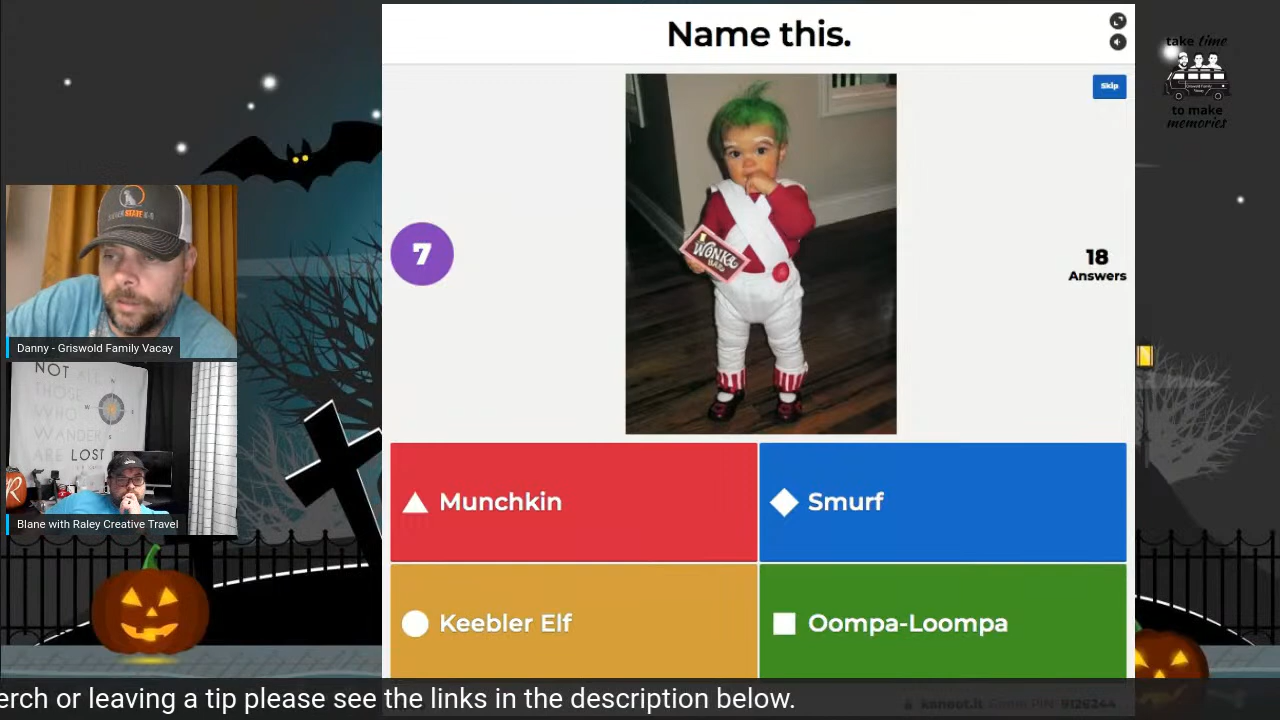 Name this.
take time
to make
memories
Skip
7
18
Answers
WONKA
BAR
NOT ALL
THOSE
WHO
WANDER
ARE LOST
Danny - Griswold Family Vacay
Blane with Raley Creative Travel
Munchkin
Smurf
Keebler Elf
Oompa-Loompa
erch or leaving a tip please see the links in the description below.